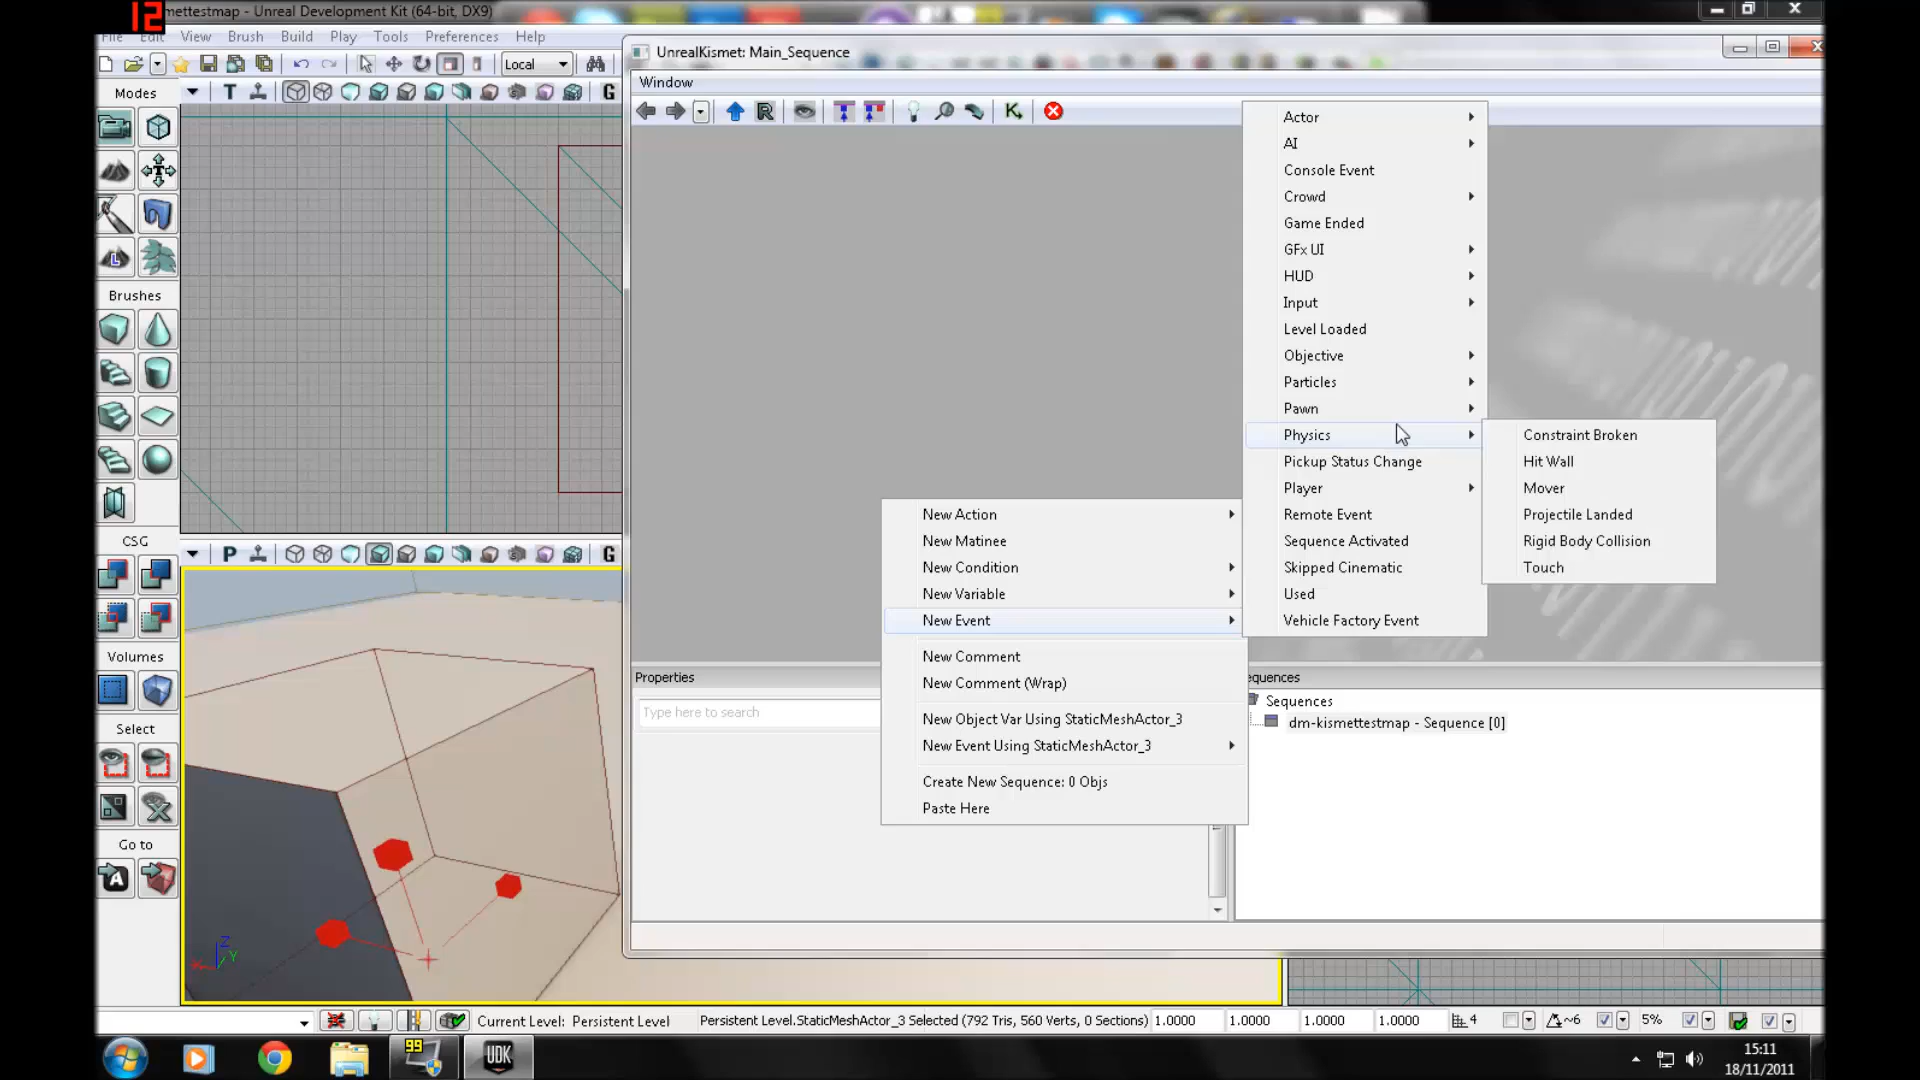 12
mettestmap - Unreal Development Kit (64-bit, DX9)
File Edit View Brush Build Play Tools Preferences Help
Local
UnrealKismet: Main_Sequence
Window
Modes
T
G
R
K
Brushes
CSG
P
G
Volumes
Select
Go to
A
L
Actor
AI
Console Event
Crowd
Game Ended
GFx UI
HUD
Input
Level Loaded
Objective
Particles
Pawn
Physics
Pickup Status Change
Player
Remote Event
Sequence Activated
Skipped Cinematic
Used
Vehicle Factory Event
Constraint Broken
Hit Wall
Mover
Projectile Landed
Rigid Body Collision
Touch
New Action
New Matinee
New Condition
New Variable
New Event
New Comment
New Comment (Wrap)
New Object Var Using StaticMeshActor_3
New Event Using StaticMeshActor_3
Create New Sequence: 0 Objs
Paste Here
Properties
Type here to search
equences
Sequences
dm-kismettestmap - Sequence [0]
Z
X
Y
Current Level: Persistent Level
Persistent Level.StaticMeshActor_3 Selected (792 Tris, 560 Verts, 0 Sections)
1.0000 1.0000 1.0000 1.0000
4
~6
5%
99
UDK
15:11
18/11/2011